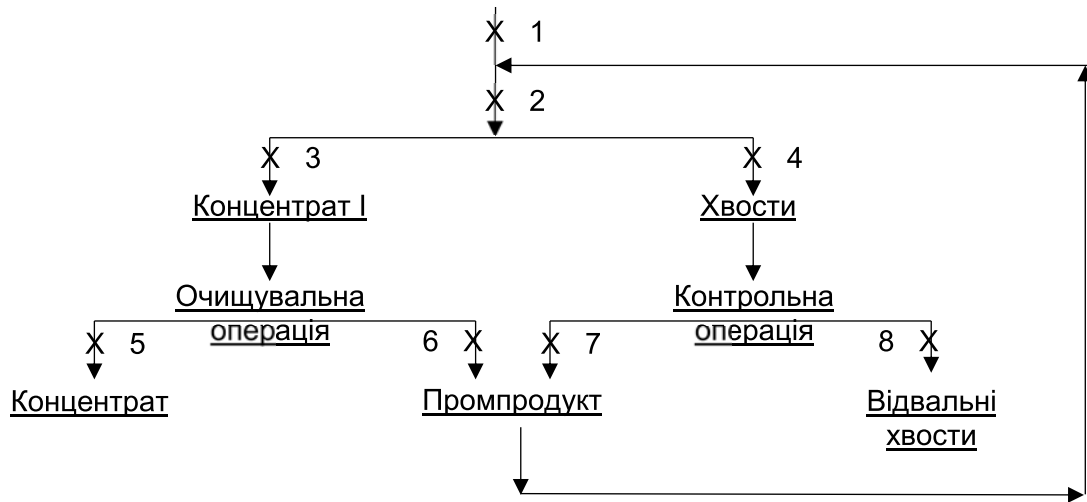 X 1
X 2
X 3
X 4
Концентрат І
Хвости
Очищувальна
операція
Контрольна
операція
X 5
6 X
X 7
8 X
Концентрат
Промпродукт
Відвальні
хвости